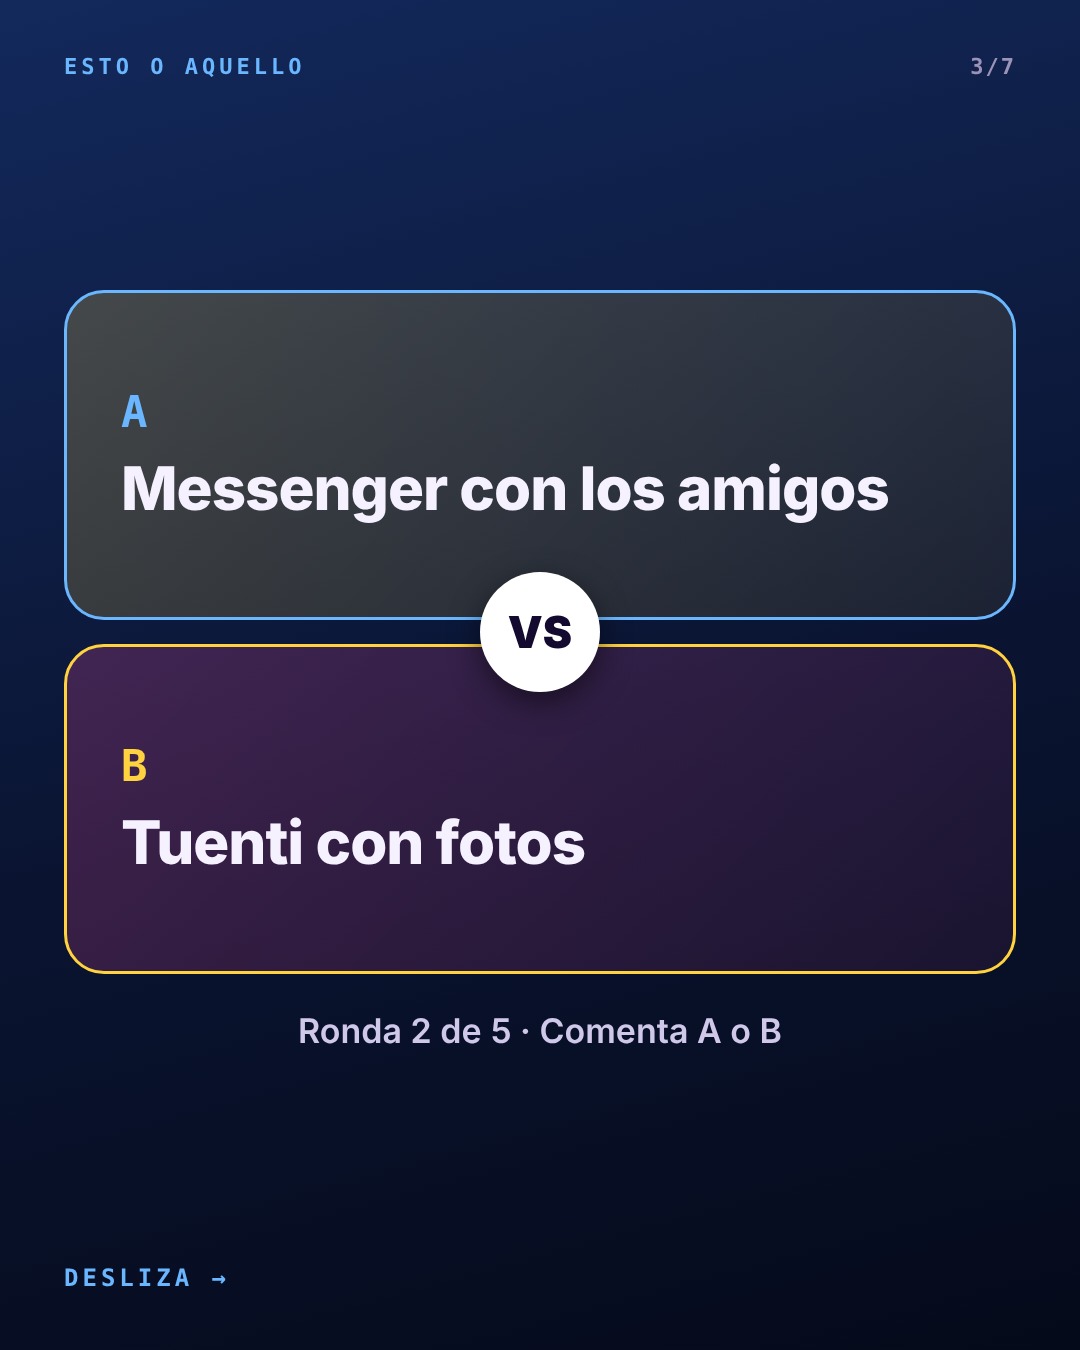 ESTO O AQUELLO
3/7
A
Messenger con los amigos
VS
B
Tuenti con fotos
Ronda 2 de 5 · Comenta A o B
DESLIZA →